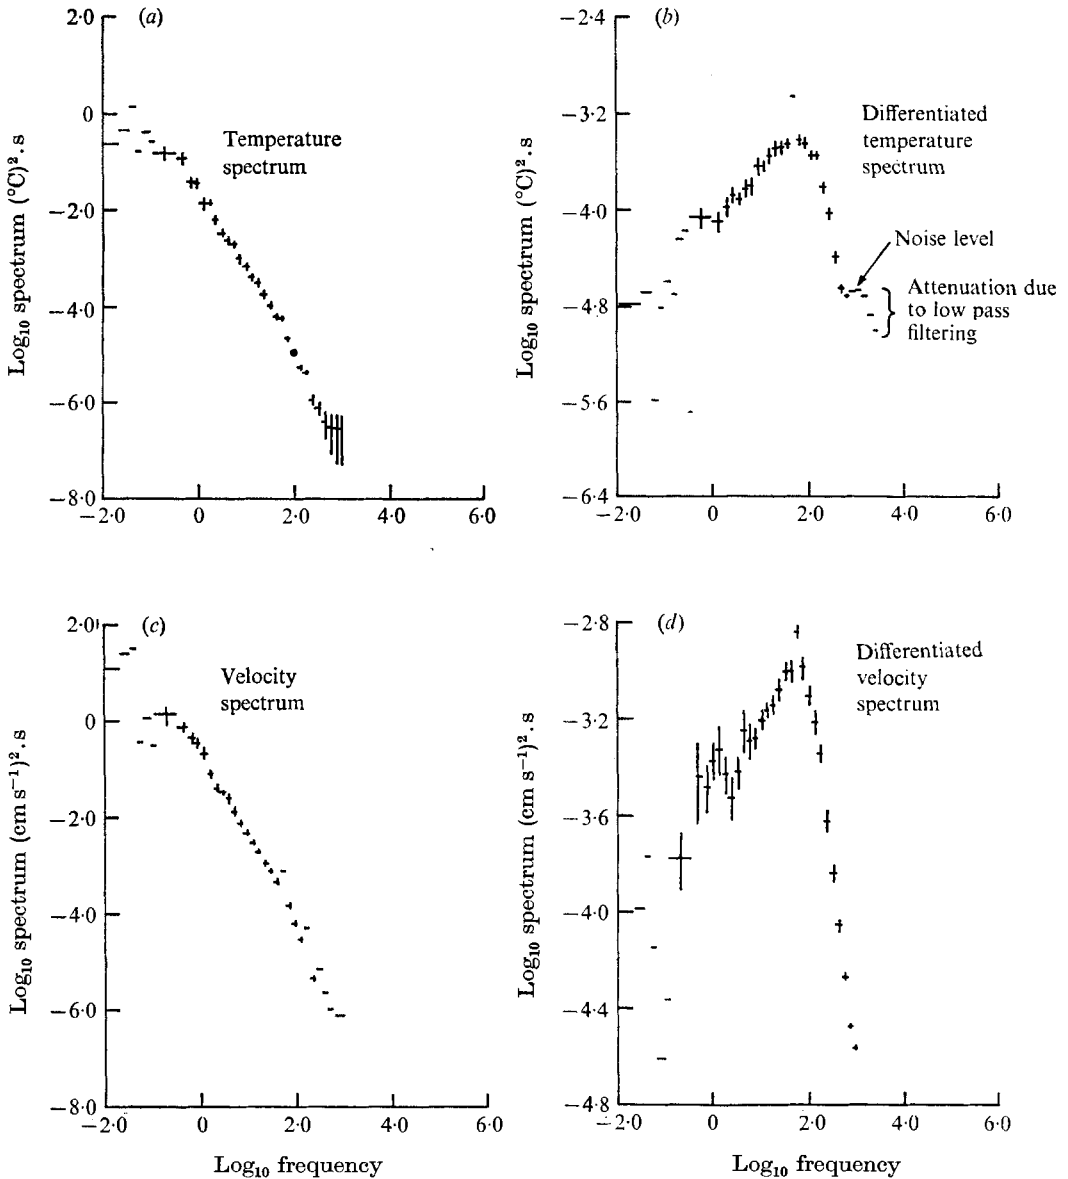 (a)
2·0
0
−2·0
−4·0
−6·0
−8·0
Log₁₀ spectrum (°C)².s
Temperature
spectrum
−2·0 0 2·0 4·0 6·0
(b)
−2·4
−3·2
−4·0
−4·8
−5·6
−6·4
Log₁₀ spectrum (°C)².s
Differentiated
temperature
spectrum
Noise level
Attenuation due
to low pass
filtering
−2·0 0 2·0 4·0 6·0
(c)
2·0
0
−2·0
−4·0
−6·0
−8·0
Log₁₀ spectrum (cm s⁻¹)².s
Velocity
spectrum
−2·0 0 2·0 4·0 6·0
Log₁₀ frequency
(d)
−2·8
−3·2
−3·6
−4·0
−4·4
−4·8
Log₁₀ spectrum (cm s⁻¹)².s
Differentiated
velocity
spectrum
−2·0 0 2·0 4·0 6·0
Log₁₀ frequency